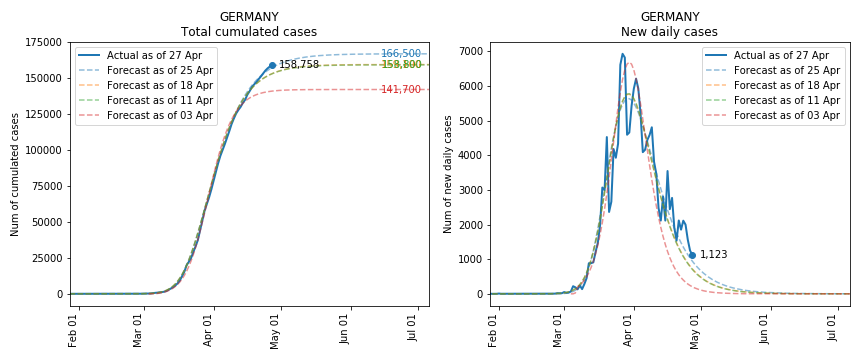 GERMANY
Total cumulated cases
Num of cumulated cases
175000
150000
125000
100000
75000
50000
25000
0
Actual as of 27 Apr
Forecast as of 25 Apr
Forecast as of 18 Apr
Forecast as of 11 Apr
Forecast as of 03 Apr
166,500
158,758
141,700
Feb 01
Mar 01
Apr 01
May 01
Jun 01
Jul 01
GERMANY
New daily cases
Num of new daily cases
7000
6000
5000
4000
3000
2000
1000
0
Actual as of 27 Apr
Forecast as of 25 Apr
Forecast as of 18 Apr
Forecast as of 11 Apr
Forecast as of 03 Apr
1,123
Feb 01
Mar 01
Apr 01
May 01
Jun 01
Jul 01